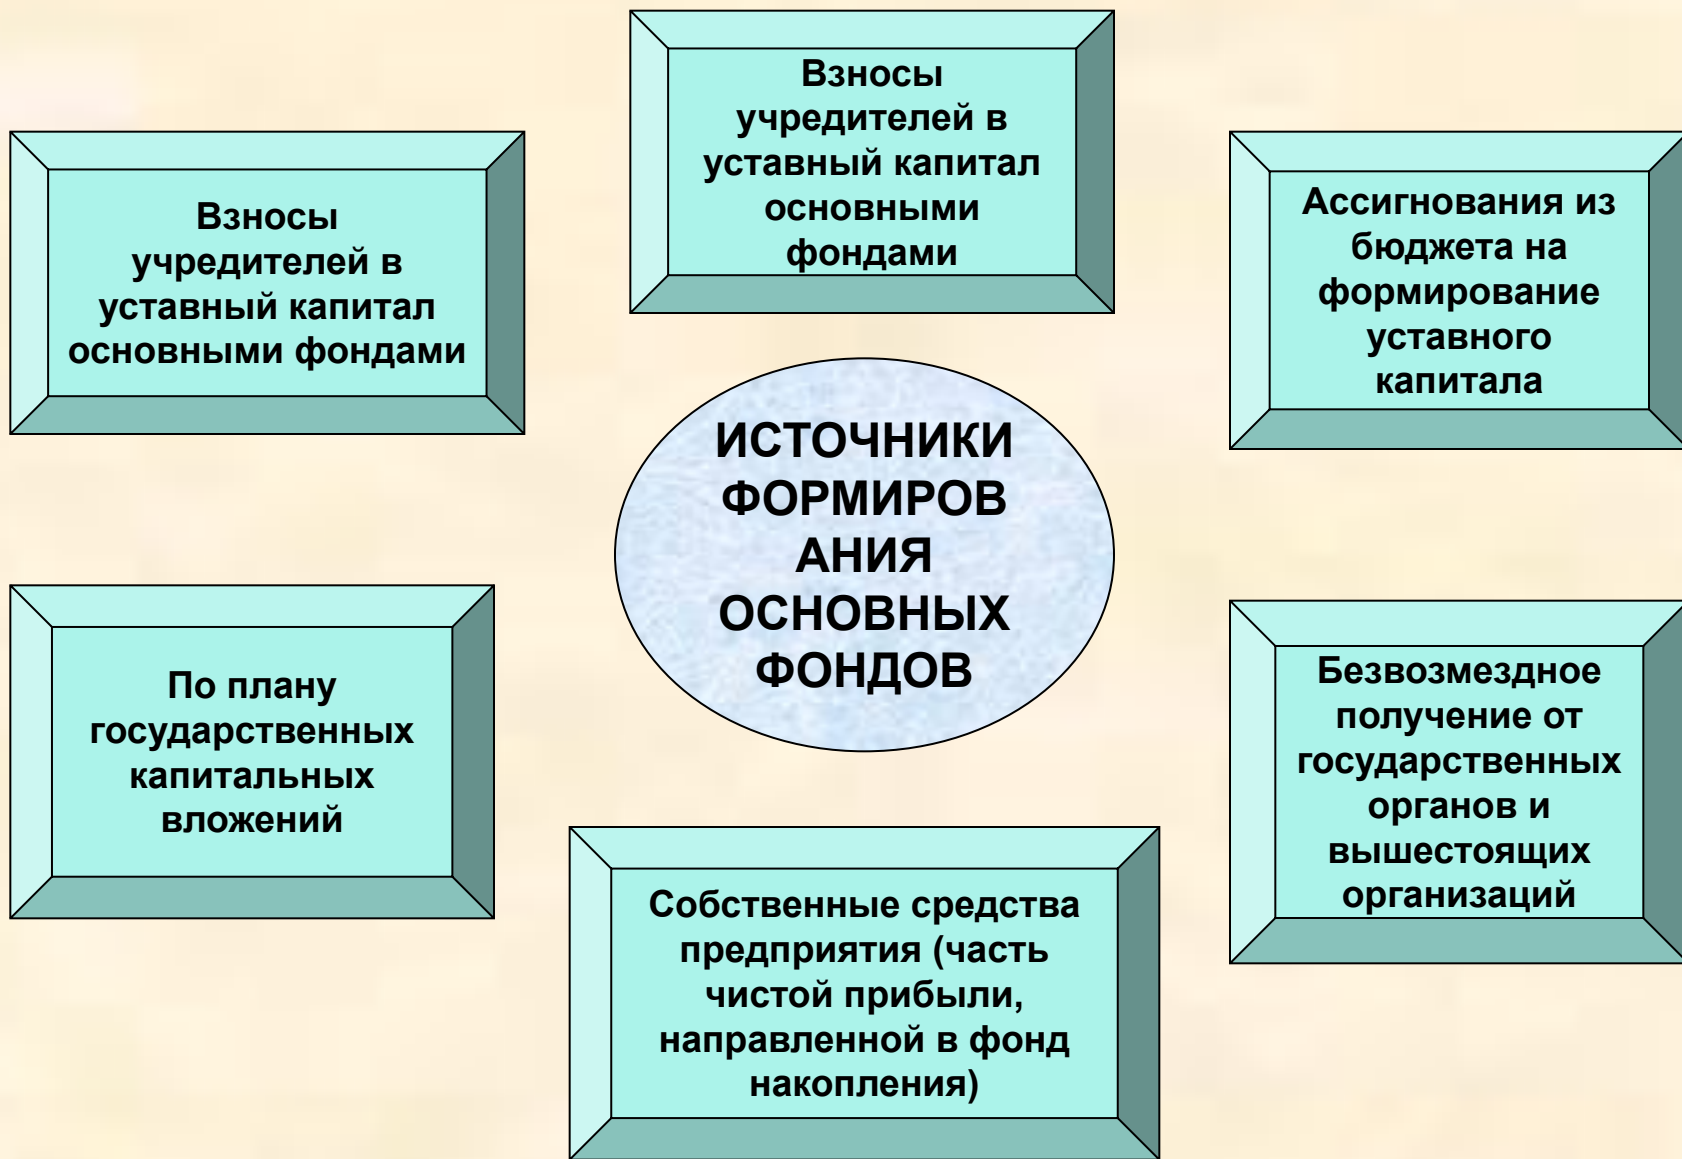 Взносы
учредителей в
уставный капитал
основными
фондами
Взносы
учредителей в
уставный капитал
основными фондами
Ассигнования из
бюджета на
формирование
уставного
капитала
ИСТОЧНИКИ
ФОРМИРОВ
АНИЯ
ОСНОВНЫХ
ФОНДОВ
По плану
государственных
капитальных
вложений
Безвозмездное
получение от
государственных
органов и
вышестоящих
организаций
Собственные средства
предприятия (часть
чистой прибыли,
направленной в фонд
накопления)